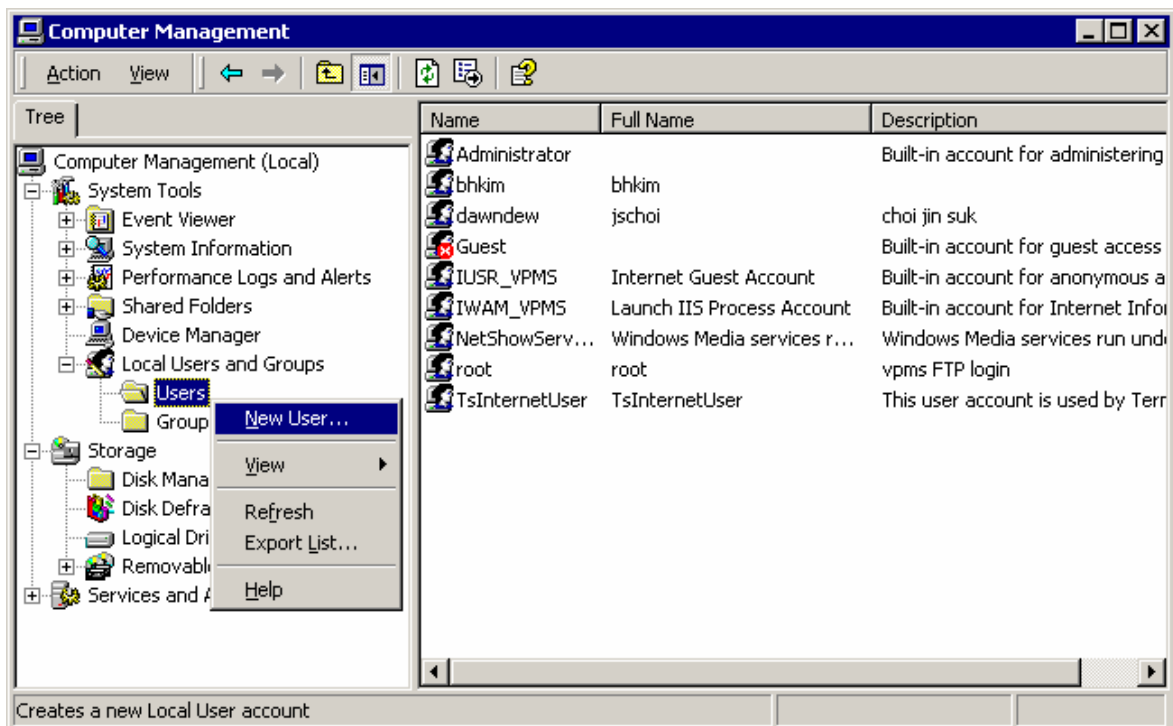 Computer Management
Action View
Tree
Computer Management (Local)
System Tools
Event Viewer
System Information
Performance Logs and Alerts
Shared Folders
Device Manager
Local Users and Groups
Users
Group
Storage
Disk Mana
Disk Defra
Logical Dri
Removabl
Services and A
New User...
View
Refresh
Export List...
Help
Name Full Name Description
Administrator Built-in account for administering
bhkim bhkim
dawndew jschoi choi jin suk
Guest Built-in account for guest access
IUSR_VPMS Internet Guest Account Built-in account for anonymous a
IWAM_VPMS Launch IIS Process Account Built-in account for Internet Infor
NetShowServ... Windows Media services r... Windows Media services run unde
root root vpms FTP login
TsInternetUser TsInternetUser This user account is used by Term
Creates a new Local User account